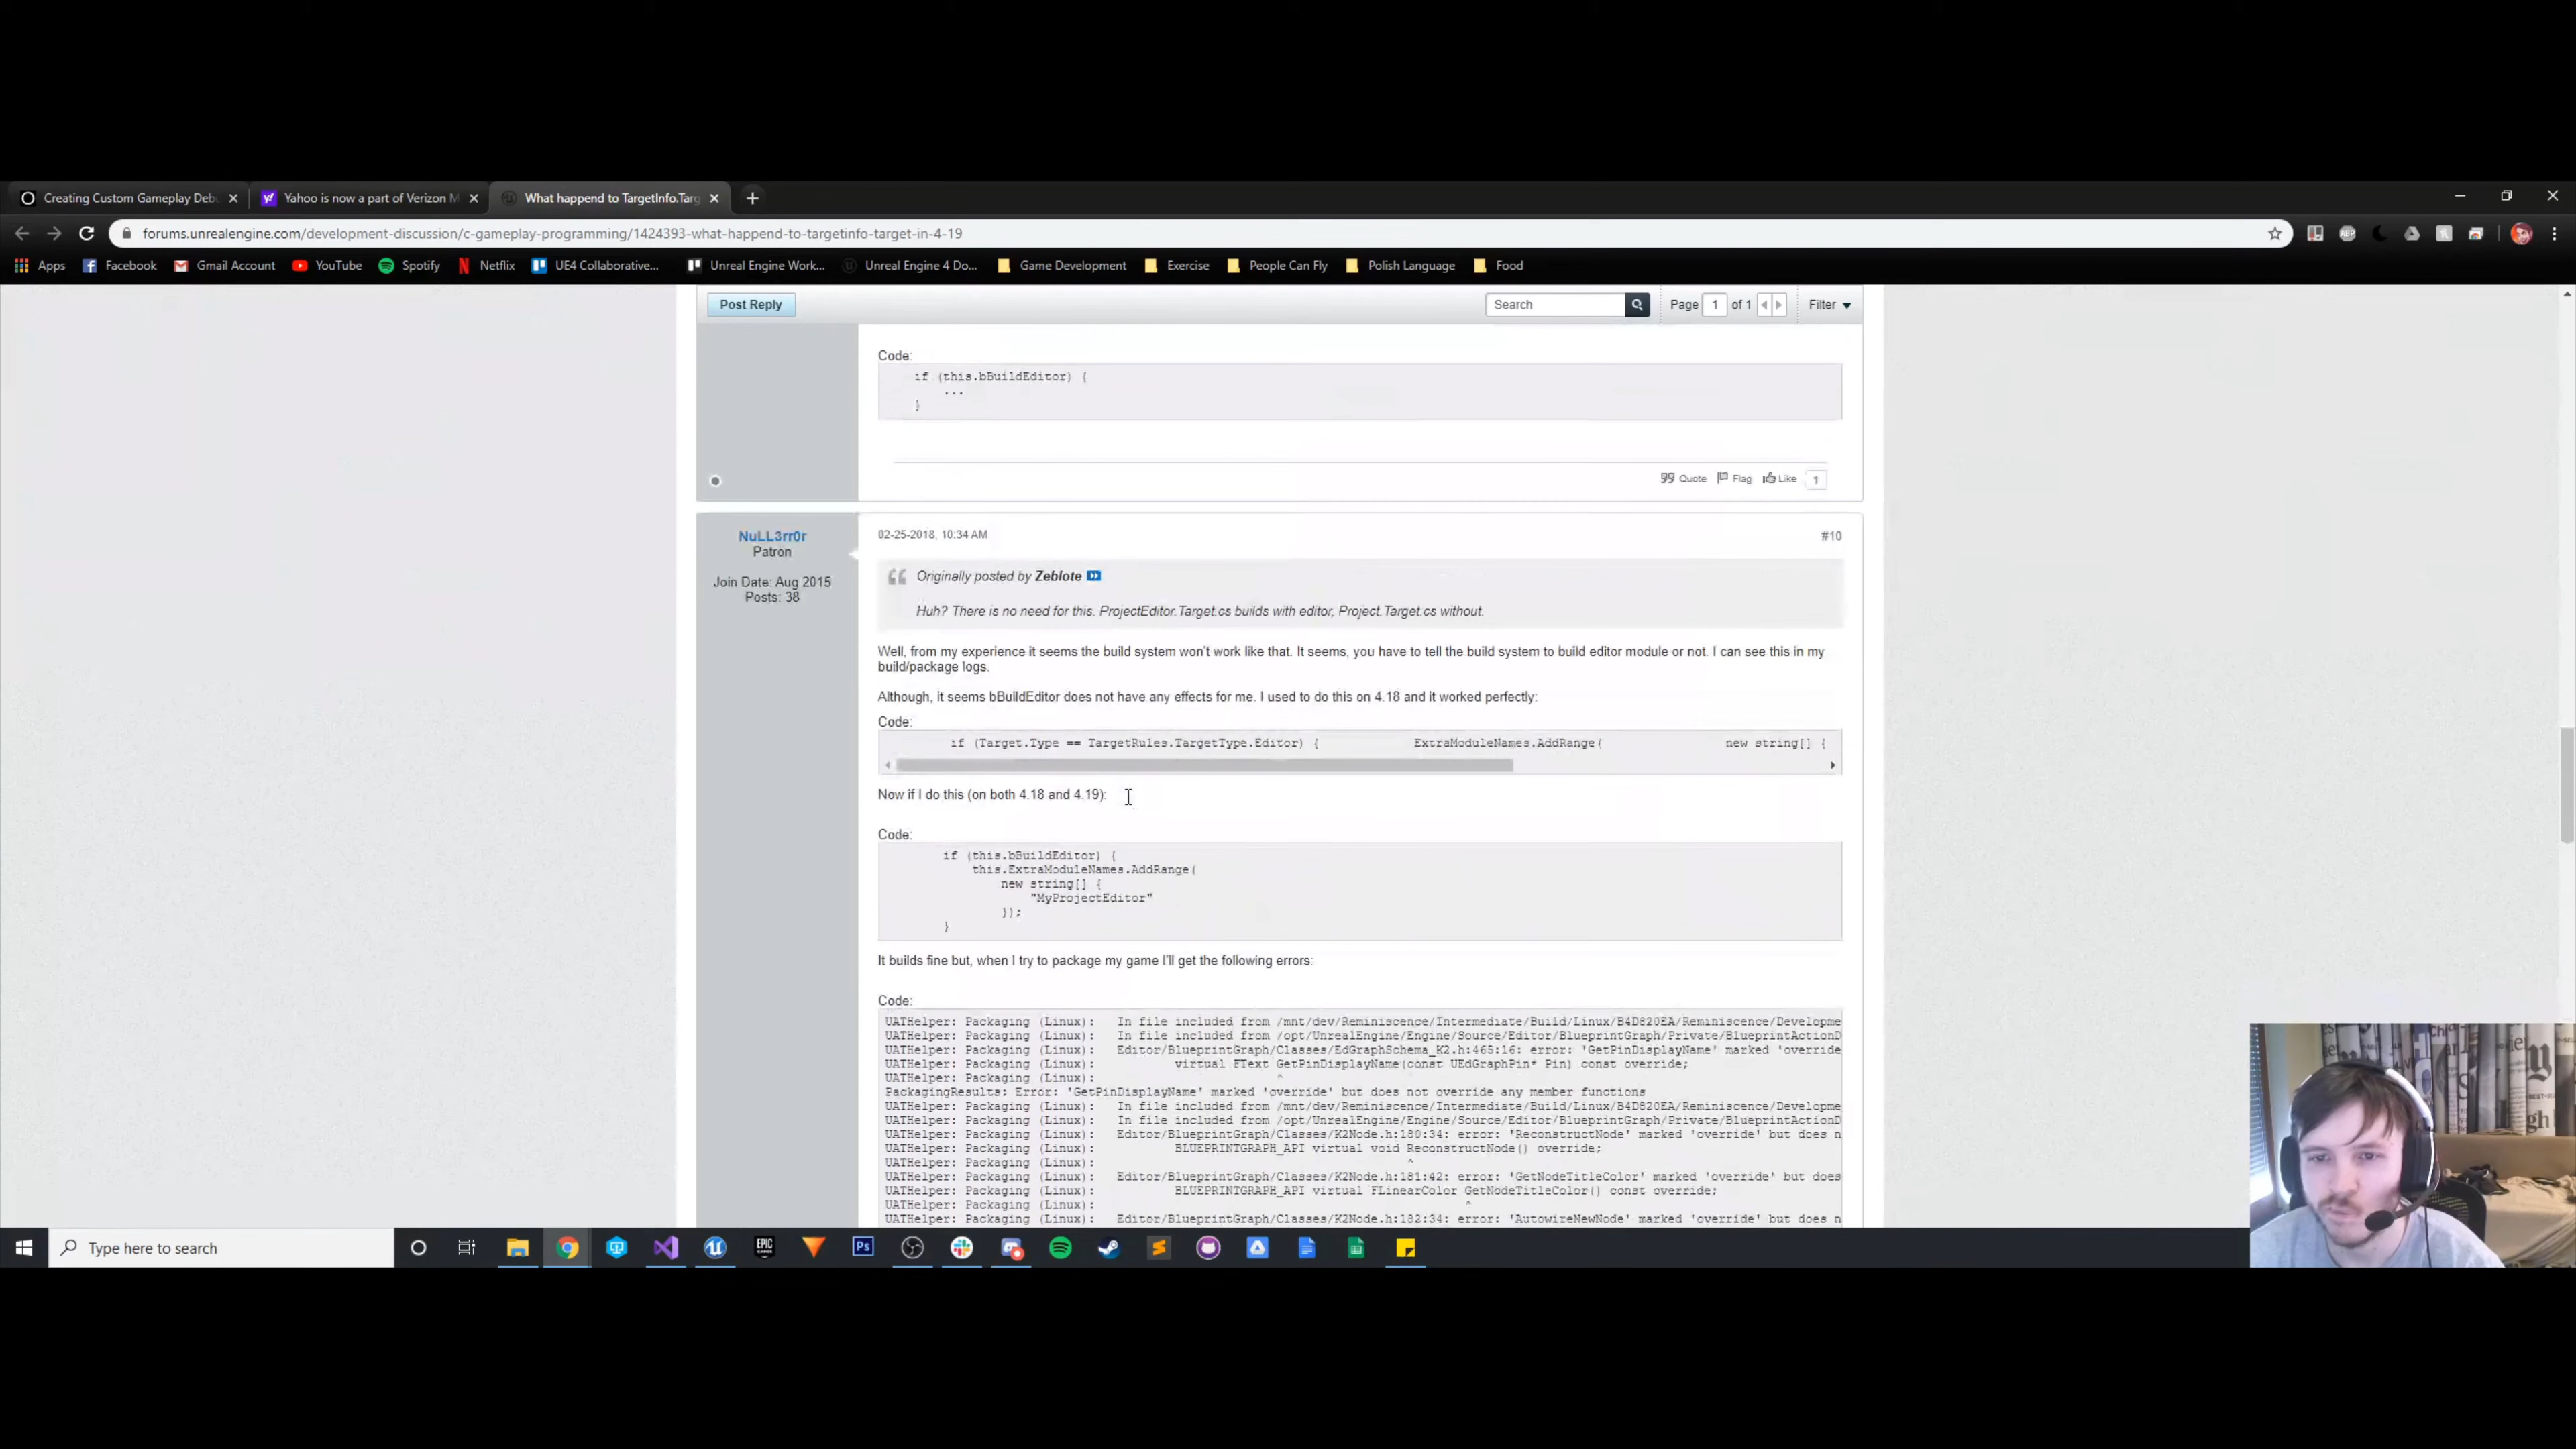 Creating Custom Gameplay Deb
Yahoo is now a part of Verizon M
What happend to TargetInfo.Targ
forums.unrealengine.com/development-discussion/c-gameplay-programming/1424393-what-happend-to-targetinfo-target-in-4-19
Apps Facebook Gmail Account YouTube Spotify Netflix UE4 Collaborative... Unreal Engine Work... Unreal Engine 4 Do... Game Development Exercise People Can Fly Polish Language Food
Post Reply Search Page 1 of 1 Filter
Code:
if (this.bBuildEditor) {
...
}
Quote Flag Like 1
NuLL3rr0r
Patron
Join Date: Aug 2015
Posts: 38
02-25-2018, 10:34 AM #10
Originally posted by Zeblote
Huh? There is no need for this. ProjectEditor.Target.cs builds with editor, Project.Target.cs without.
Well, from my experience it seems the build system won't work like that. It seems, you have to tell the build system to build editor module or not. I can see this in my
build/package logs.
Although, it seems bBuildEditor does not have any effects for me. I used to do this on 4.18 and it worked perfectly:
Code:
if (Target.Type == TargetRules.TargetType.Editor) { ExtraModuleNames.AddRange( new string[] {
Now if I do this (on both 4.18 and 4.19):
Code:
if (this.bBuildEditor) {
this.ExtraModuleNames.AddRange(
new string[] {
"MyProjectEditor"
});
}
It builds fine but, when I try to package my game I'll get the following errors:
Code:
UATHelper: Packaging (Linux): In file included from /mnt/dev/Reminiscence/Intermediate/Build/Linux/B4D820EA/Reminiscence/Developme
UATHelper: Packaging (Linux): In file included from /opt/UnrealEngine/Engine/Source/Editor/BlueprintGraph/Private/BlueprintActionD
UATHelper: Packaging (Linux): Editor/BlueprintGraph/Classes/EdGraphSchema_K2.h:465:16: error: 'GetPinDisplayName' marked 'override
UATHelper: Packaging (Linux): virtual FText GetPinDisplayName(const UEdGraphPin* Pin) const override;
UATHelper: Packaging (Linux): ^
PackagingResults: Error: 'GetPinDisplayName' marked 'override' but does not override any member functions
UATHelper: Packaging (Linux): In file included from /mnt/dev/Reminiscence/Intermediate/Build/Linux/B4D820EA/Reminiscence/Developme
UATHelper: Packaging (Linux): In file included from /opt/UnrealEngine/Engine/Source/Editor/BlueprintGraph/Private/BlueprintActionD
UATHelper: Packaging (Linux): Editor/BlueprintGraph/Classes/K2Node.h:180:34: error: 'ReconstructNode' marked 'override' but does n
UATHelper: Packaging (Linux): BLUEPRINTGRAPH_API virtual void ReconstructNode() override;
UATHelper: Packaging (Linux): ^
UATHelper: Packaging (Linux): Editor/BlueprintGraph/Classes/K2Node.h:181:42: error: 'GetNodeTitleColor' marked 'override' but does
UATHelper: Packaging (Linux): BLUEPRINTGRAPH_API virtual FLinearColor GetNodeTitleColor() const override;
UATHelper: Packaging (Linux): ^
UATHelper: Packaging (Linux): Editor/BlueprintGraph/Classes/K2Node.h:182:34: error: 'AutowireNewNode' marked 'override' but does n
Type here to search